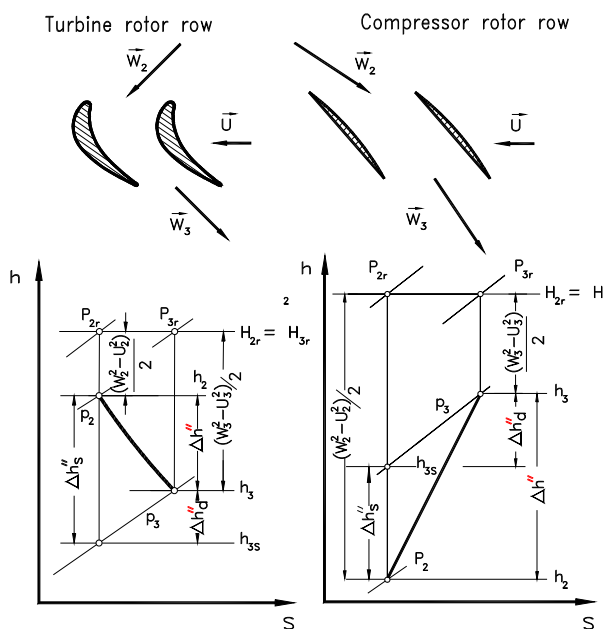 Turbine rotor row
Compressor rotor row
W₂
W₂
U
U
W₃
W₃
h
P₂r
P₃r
2
H₂r = H₃r
(W₂²-U₂²)
2
h₂
p₂
Δh"
(W₃²-U₃²)/2
Δh"s
h₃
p₃
Δh"d
h₃s
S
h
P₂r
P₃r
H₂r = H
(W₃²-U₃²)
2
(W₂²-U₂²)/2
p₃
h₃
Δh"d
h₃s
Δh's
Δh"
P₂
h₂
S